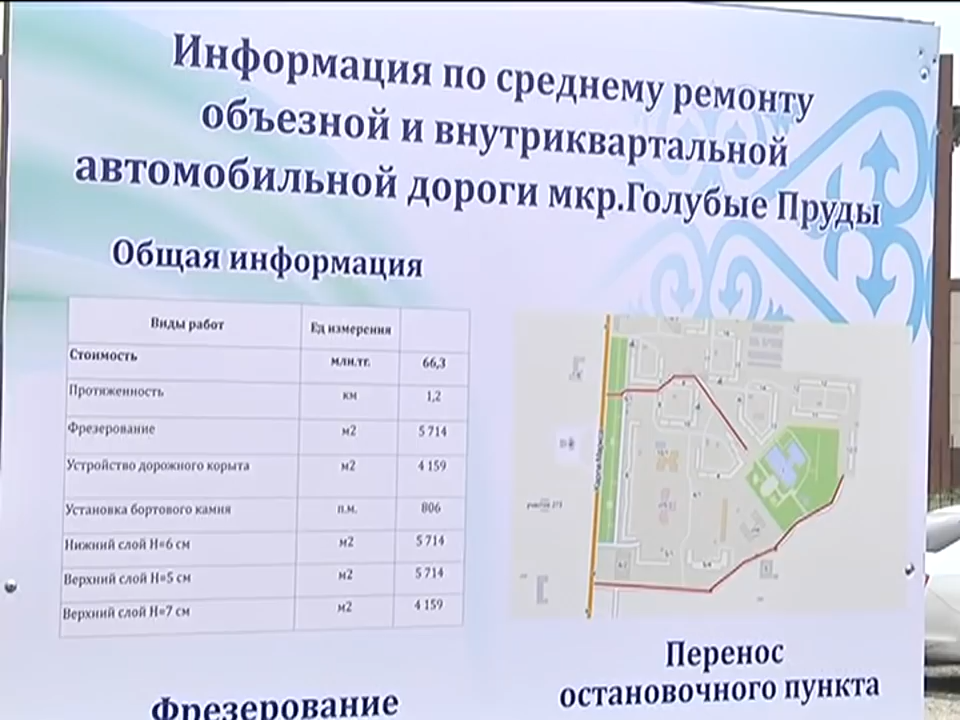 Информация по среднему ремонту
объезной и внутриквартальной
автомобильной дороги мкр.Голубые Пруды
Общая информация
Виды работ Ед измерения
Стоимость млн.тг. 66,3
Протяженность км 1,2
Фрезерование м2 5 714
Устройство дорожного корыта м2 4 159
Установка бортового камня п.м. 806
Нижний слой Н=6 см м2 5 714
Верхний слой Н=5 см м2 5 714
Верхний слой Н=7 см м2 4 159
Карла Маркса
Фрезерование
Перенос
остановочного пункта